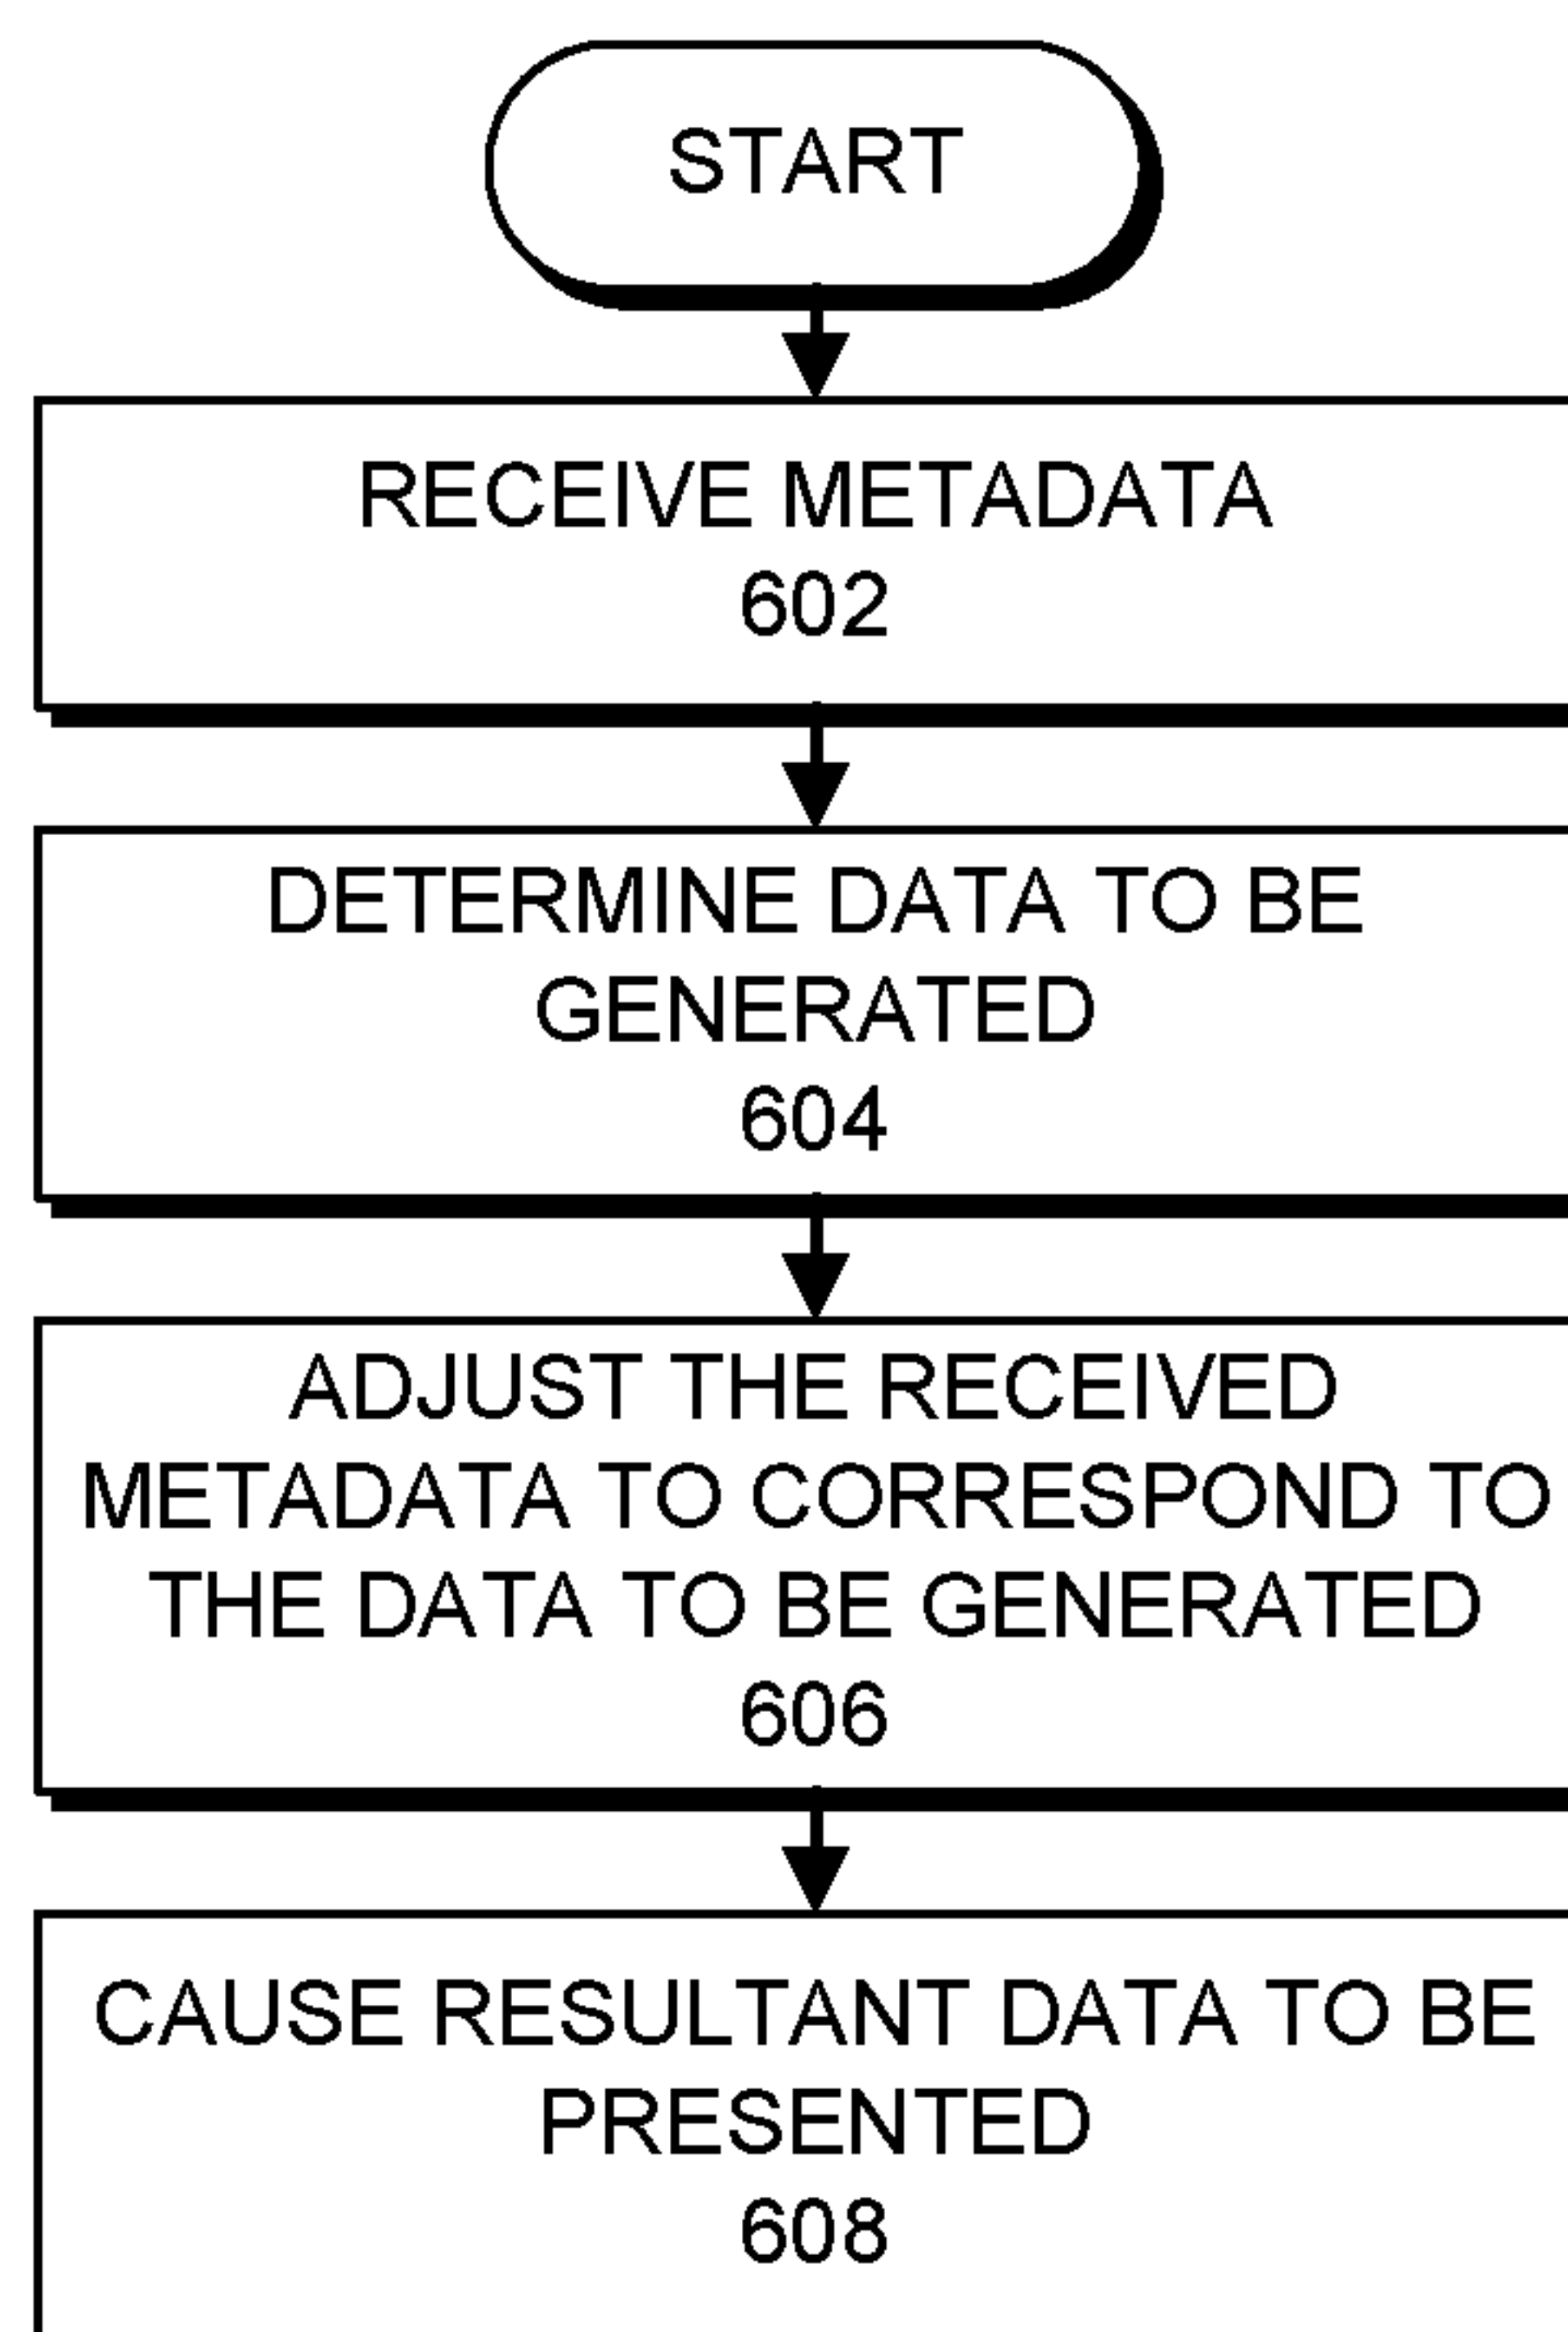 START
RECEIVE METADATA
602
DETERMINE DATA TO BE
GENERATED
604
ADJUST THE RECEIVED
METADATA TO CORRESPOND TO
THE DATA TO BE GENERATED
606
CAUSE RESULTANT DATA TO BE
PRESENTED
608